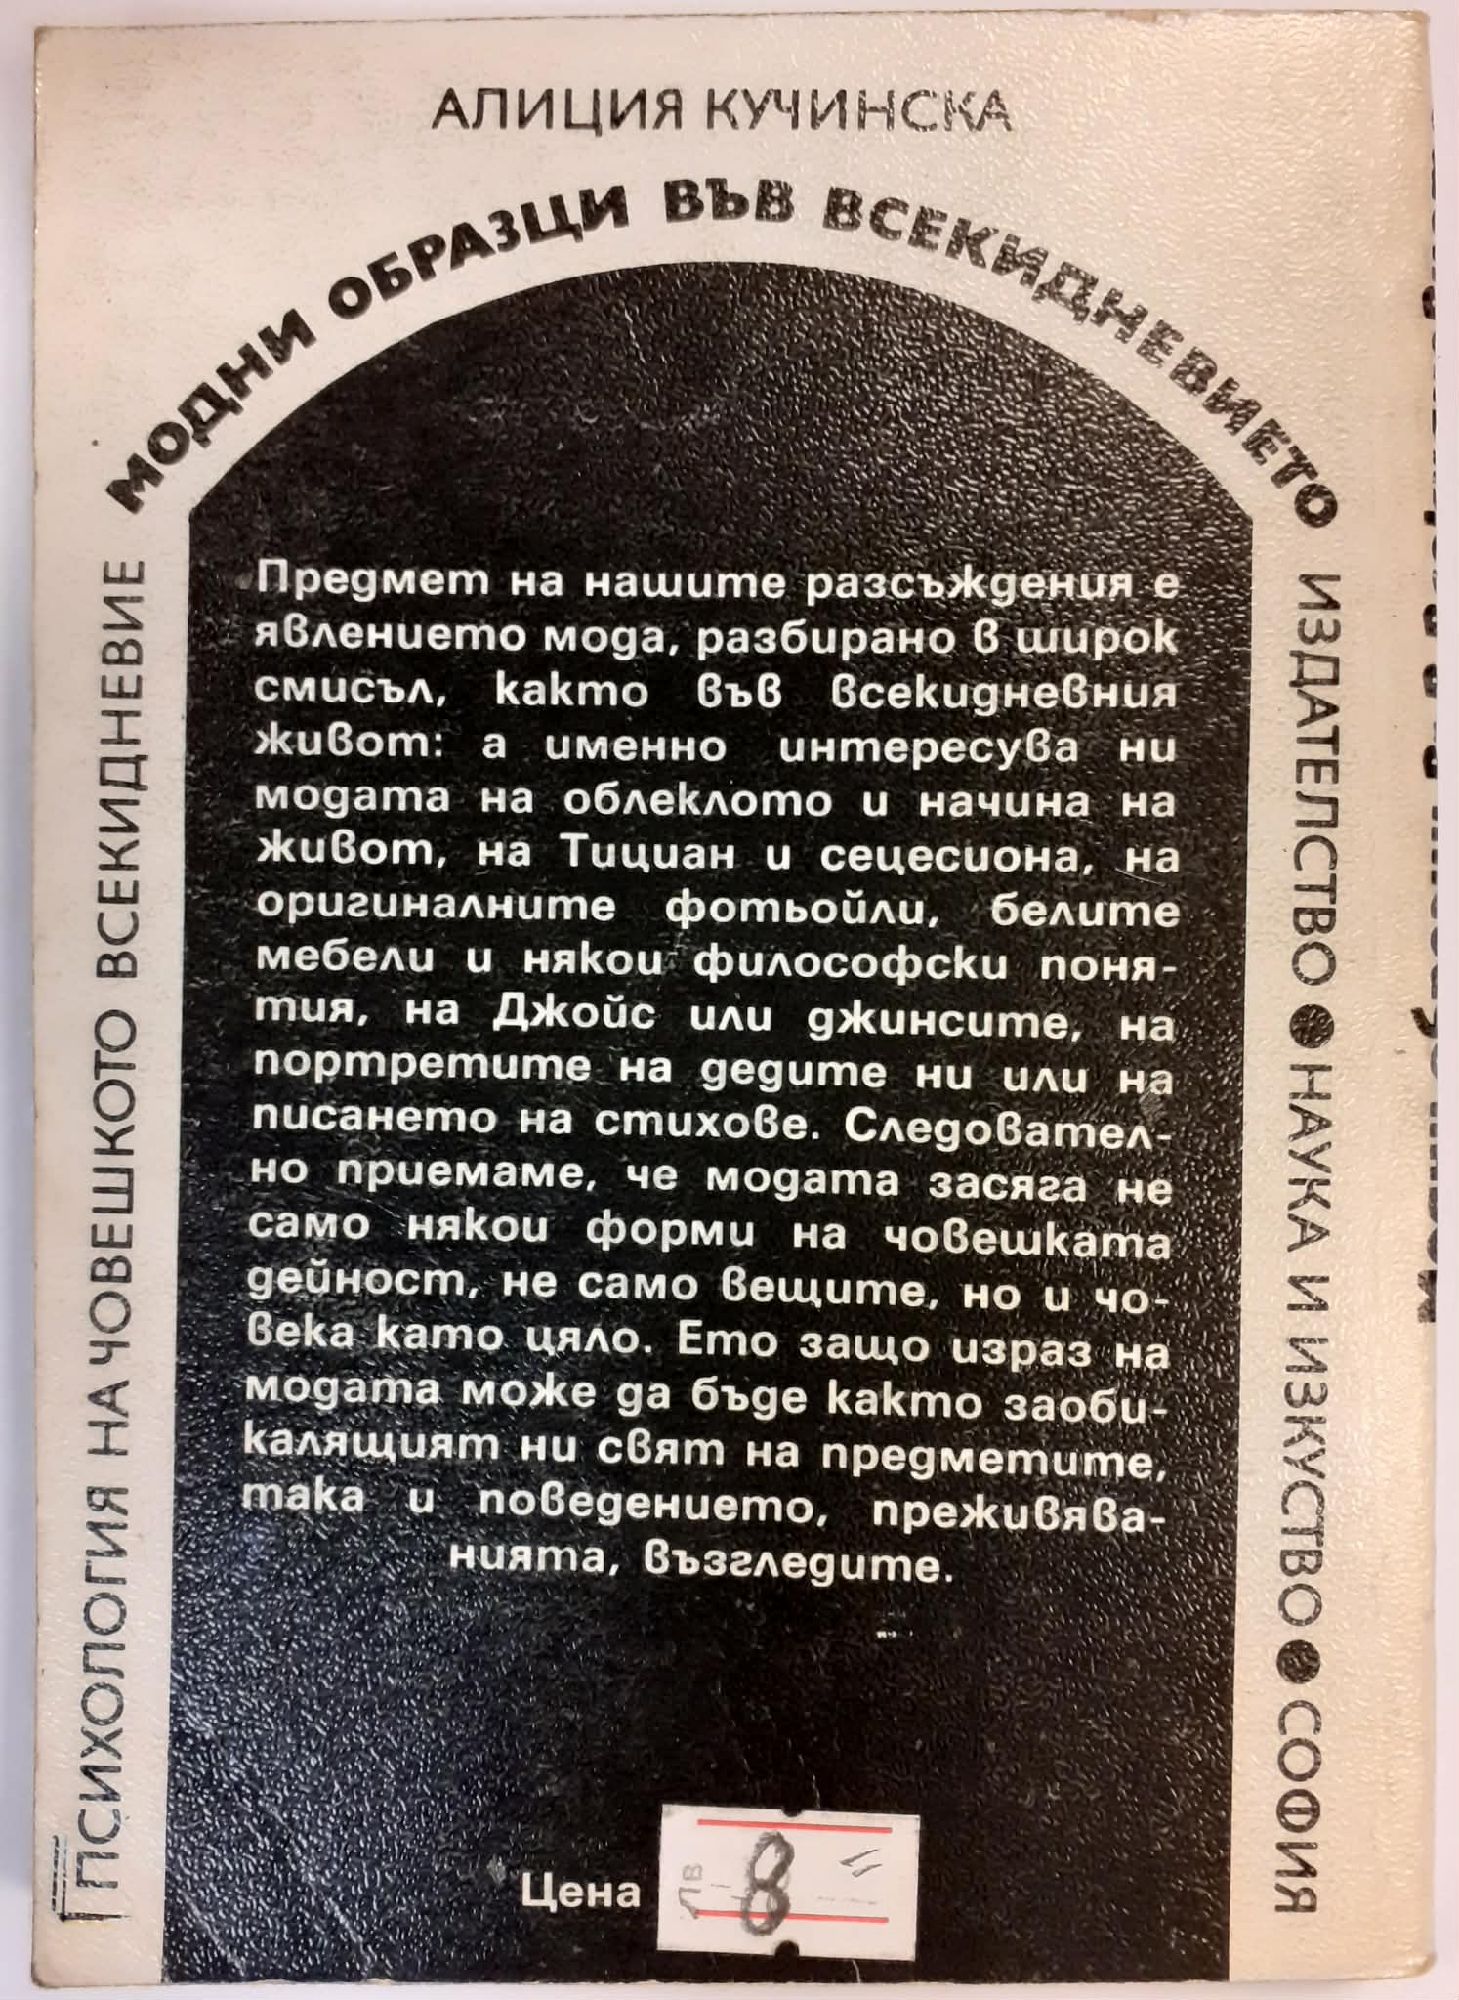 АЛИЦИЯ КУЧИНСКА
МОДНИ ОБРАЗЦИ ВЪВ ВСЕКИДНЕВИЕТО
ПСИХОЛОГИЯ НА ЧОВЕШКОТО ВСЕКИДНЕВИЕ
Предмет на нашите разсъждения е
явлението мода, разбирано в широк
смисъл, както във всекидневния
живот: а именно интересува ни
модата на облеклото и начина на
живот, на Тициан и сецесиона, на
оригиналните фотьойли, белите
мебели и някои философски поня-
тия, на Джойс или джинсите, на
портретите на дедите ни или на
писането на стихове. Следовател-
но приемаме, че модата засяга не
само някои форми на човешката
дейност, не само вещите, но и чо-
века като цяло. Ето защо израз на
модата може да бъде както заоби-
калящият ни свят на предметите,
така и поведението, преживява-
нията, възгледите.
ИЗДАТЕЛСТВО ● НАУКА И ИЗКУСТВО ● СОФИЯ
Цена
лв 8